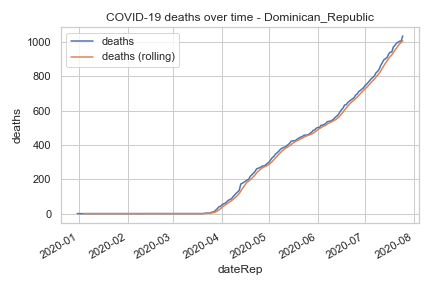 COVID-19 deaths over time - Dominican_Republic
deaths
deaths (rolling)
1000
800
600
400
200
0
deaths
2020-01
2020-02
2020-03
2020-04
2020-05
2020-06
2020-07
2020-08
dateRep